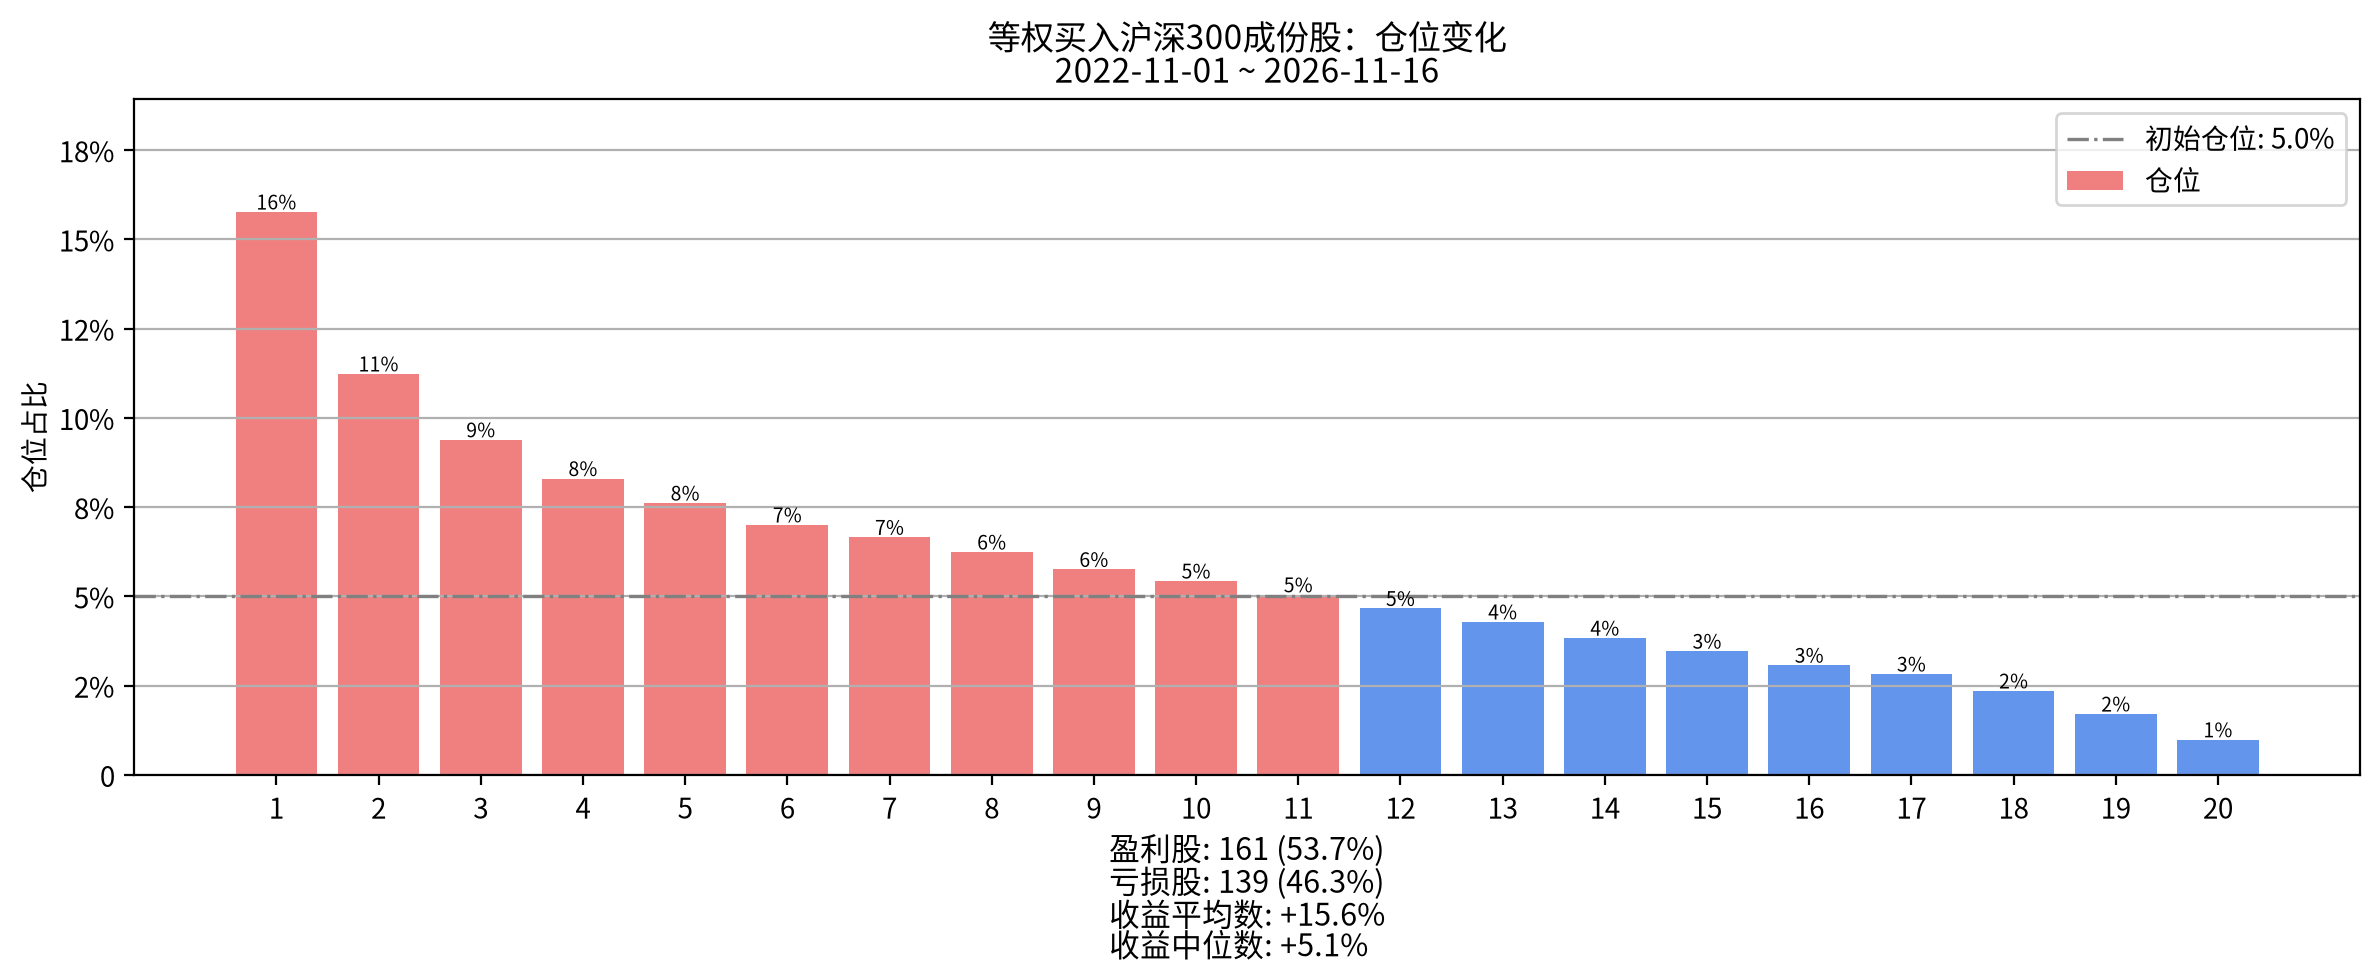 等权买入沪深300成份股：仓位变化
2022-11-01 ~ 2026-11-16
初始仓位: 5.0%
仓位
仓位占比
18%
15%
12%
10%
8%
5%
2%
0
16%
11%
9%
8%
8%
7%
7%
6%
6%
5%
5%
5%
4%
4%
3%
3%
3%
2%
2%
1%
1 2 3 4 5 6 7 8 9 10 11 12 13 14 15 16 17 18 19 20
盈利股: 161 (53.7%)
亏损股: 139 (46.3%)
收益平均数: +15.6%
收益中位数: +5.1%